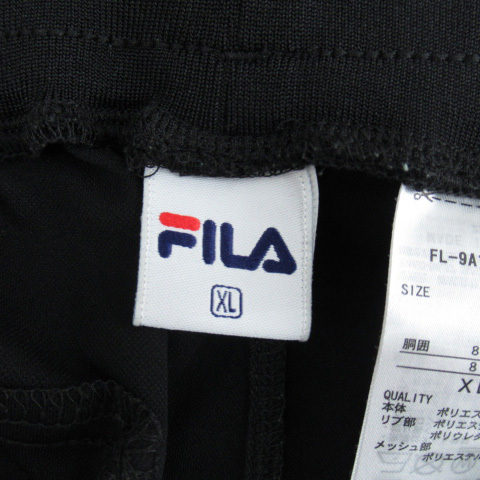 FILA
XL
FL-9A
SIZE
胴囲 8
8
XL
QUALITY
本体 ポリエス
リブ部 ポリエス
ポリウレタ
メッシュ部
ポリエステル